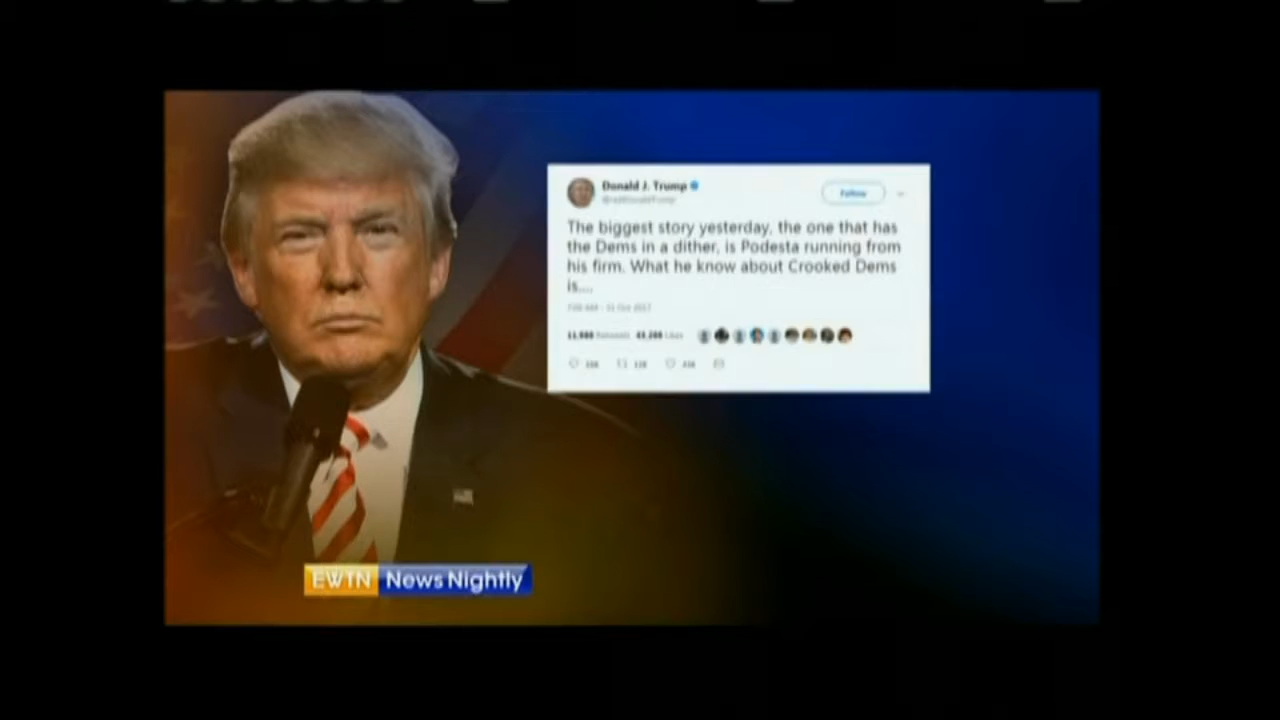 Donald J. Trump
Follow
The biggest story yesterday, the one that has
the Dems in a dither, is Podesta running from
his firm. What he know about Crooked Dems
is....
EWTN News Nightly